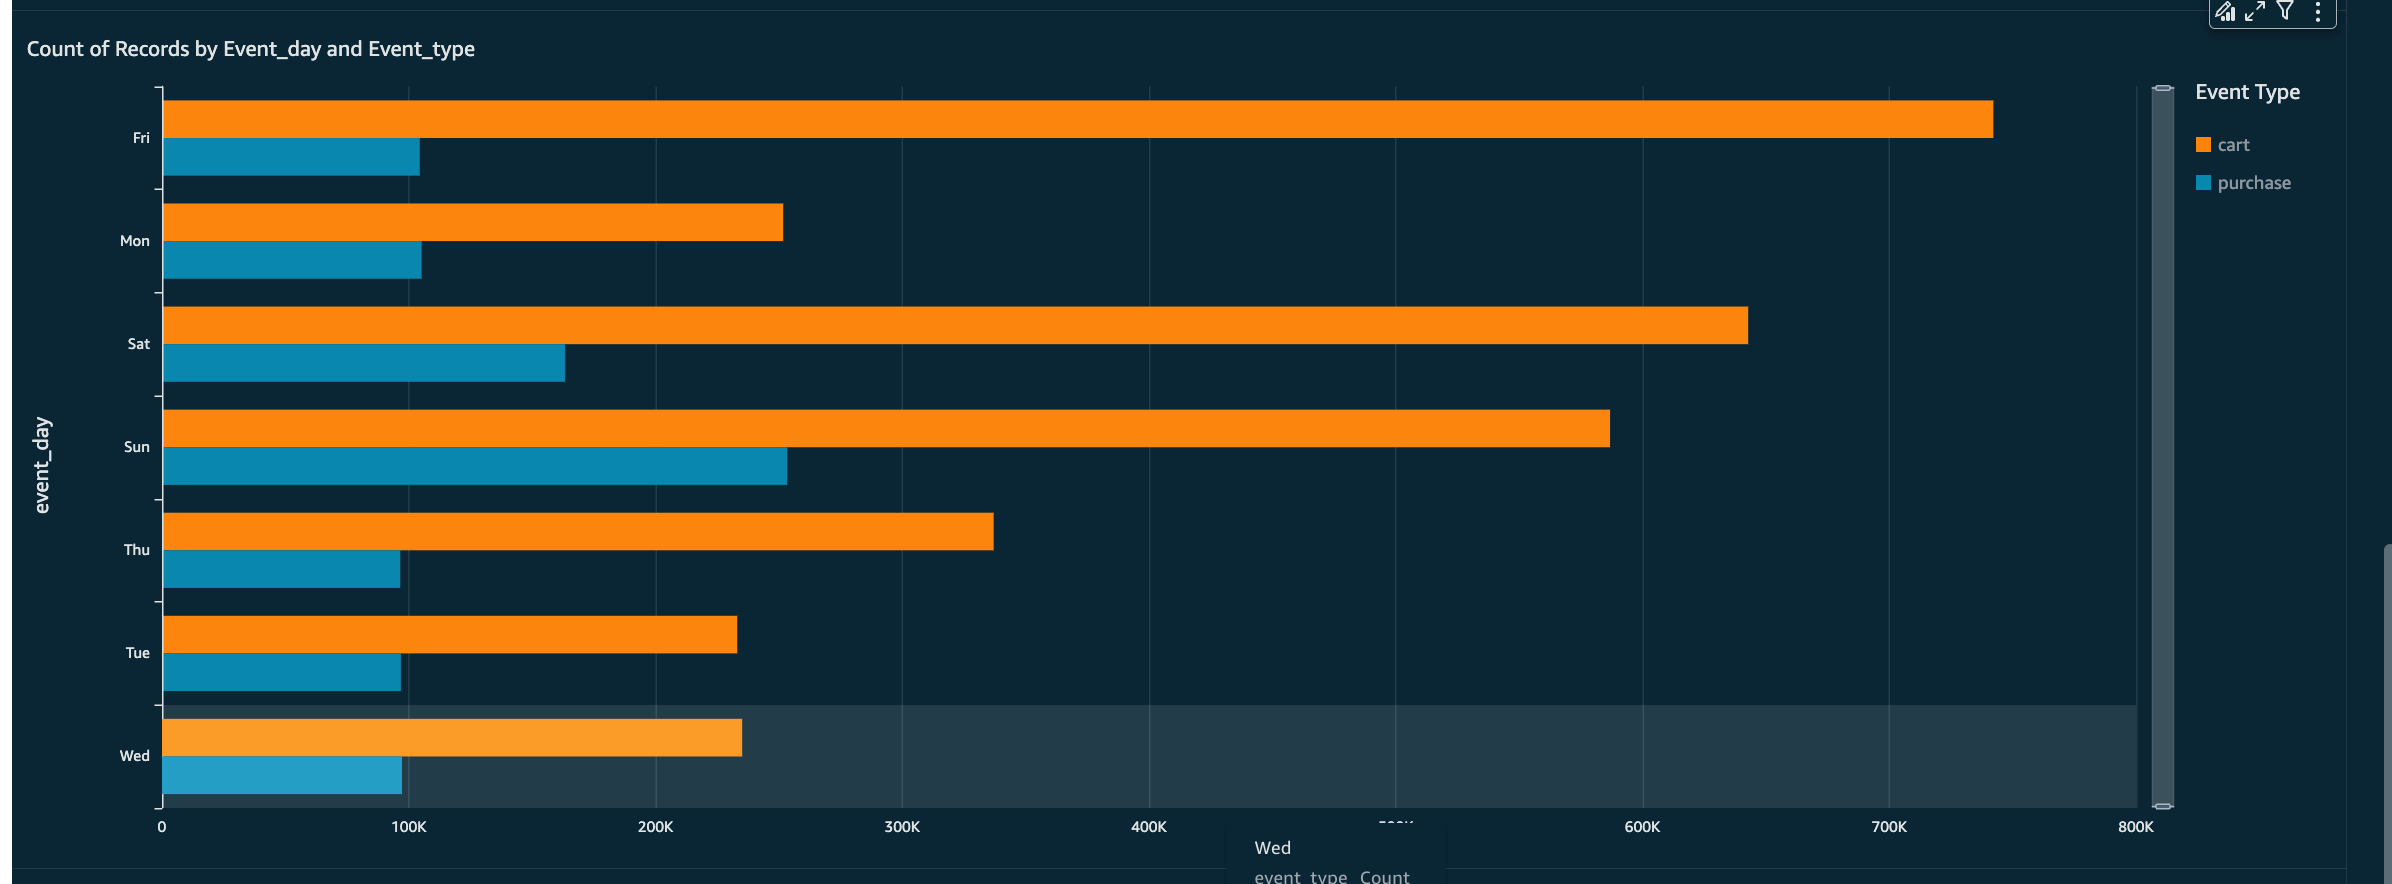 Count of Records by Event_day and Event_type
Event Type
cart
purchase
event_day
Fri
Mon
Sat
Sun
Thu
Tue
Wed
0 100K 200K 300K 400K 600K 700K 800K
Wed
event_type Count